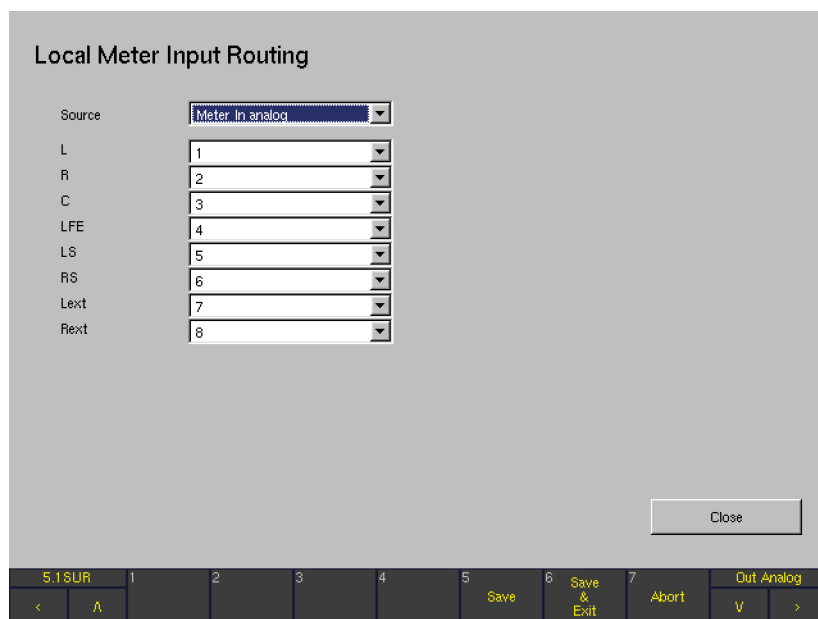 Local Meter Input Routing
Source Meter In analog
L 1
R 2
C 3
LFE 4
LS 5
RS 6
Lext 7
Rext 8
Close
5.1SUR 1 2 3 4 5 Save 6 Save & Exit 7 Abort Out Analog
< Λ V >